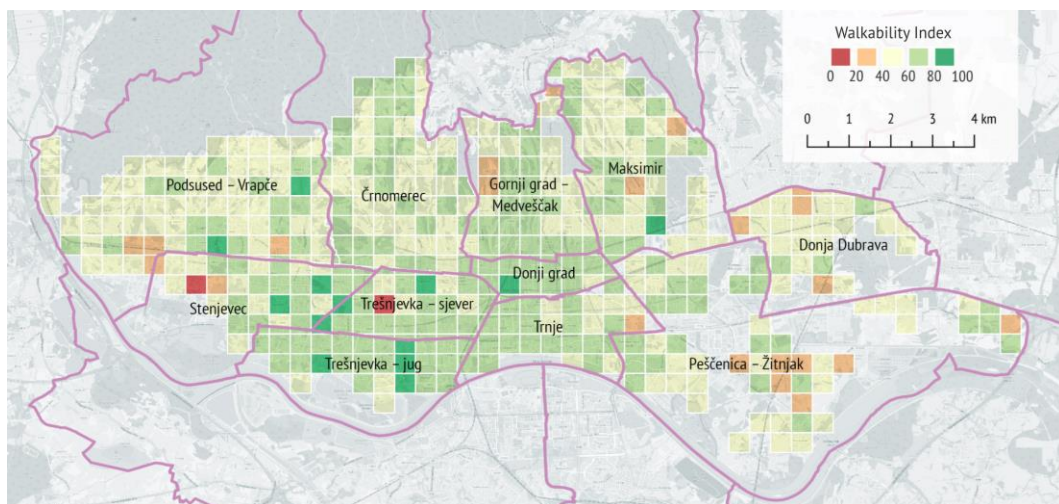 Walkability Index
0 20 40 60 80 100
0 1 2 3 4 km
Podsused – Vrapče
Črnomerec
Gornji grad –
Medveščak
Maksimir
Donja Dubrava
Donji grad
Stenjevec
Trešnjevka – sjever
Trnje
Trešnjevka – jug
Peščenica – Žitnjak